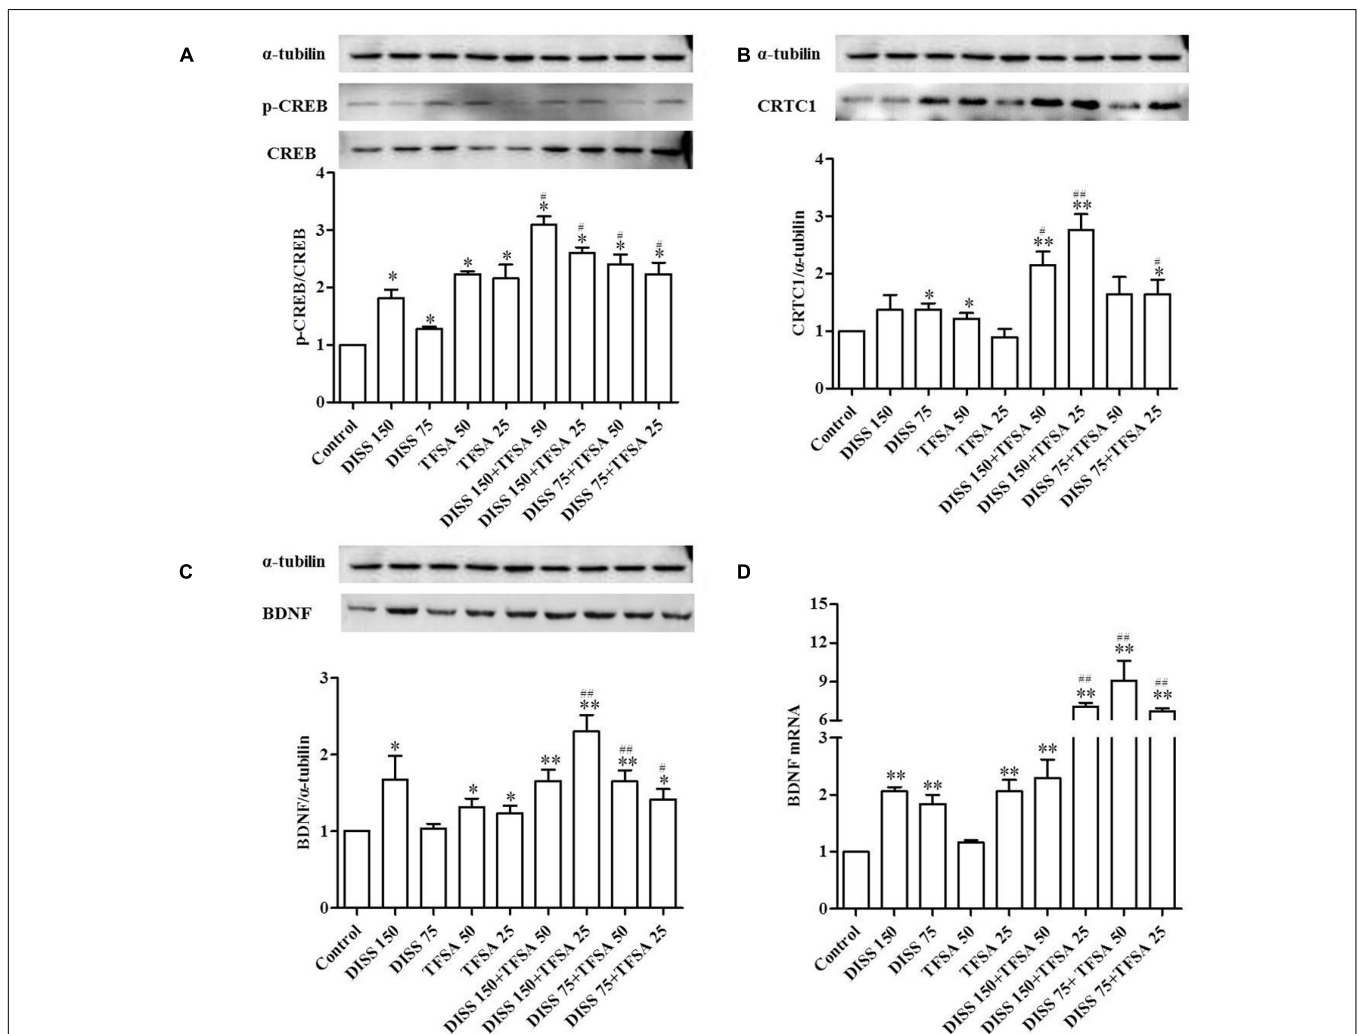 A
α-tubilin
p-CREB
CREB
p-CREB/CREB
4
3
2
1
0
#
*
#
*
#
*
#
*
*
*
*
*
Control
DISS 150
DISS 75
TFSA 50
TFSA 25
DISS 150+TFSA 50
DISS 150+TFSA 25
DISS 75+TFSA 50
DISS 75+TFSA 25
B
α-tubilin
CRTC1
CRTC1/α-tubilin
4
3
2
1
0
*
*
#
**
##
**
#
*
Control
DISS 150
DISS 75
TFSA 50
TFSA 25
DISS 150+TFSA 50
DISS 150+TFSA 25
DISS 75+TFSA 50
DISS 75+TFSA 25
C
α-tubilin
BDNF
BDNF/α-tubilin
3
2
1
0
*
*
*
**
##
**
##
**
#
*
Control
DISS 150
DISS 75
TFSA 50
TFSA 25
DISS 150+TFSA 50
DISS 150+TFSA 25
DISS 75+TFSA 50
DISS 75+TFSA 25
D
BDNF mRNA
15
12
9
6
3
2
1
0
**
**
**
**
##
**
##
**
##
**
Control
DISS 150
DISS 75
TFSA 50
TFSA 25
DISS 150+TFSA 50
DISS 150+TFSA 25
DISS 75+ TFSA 50
DISS 75+TFSA 25